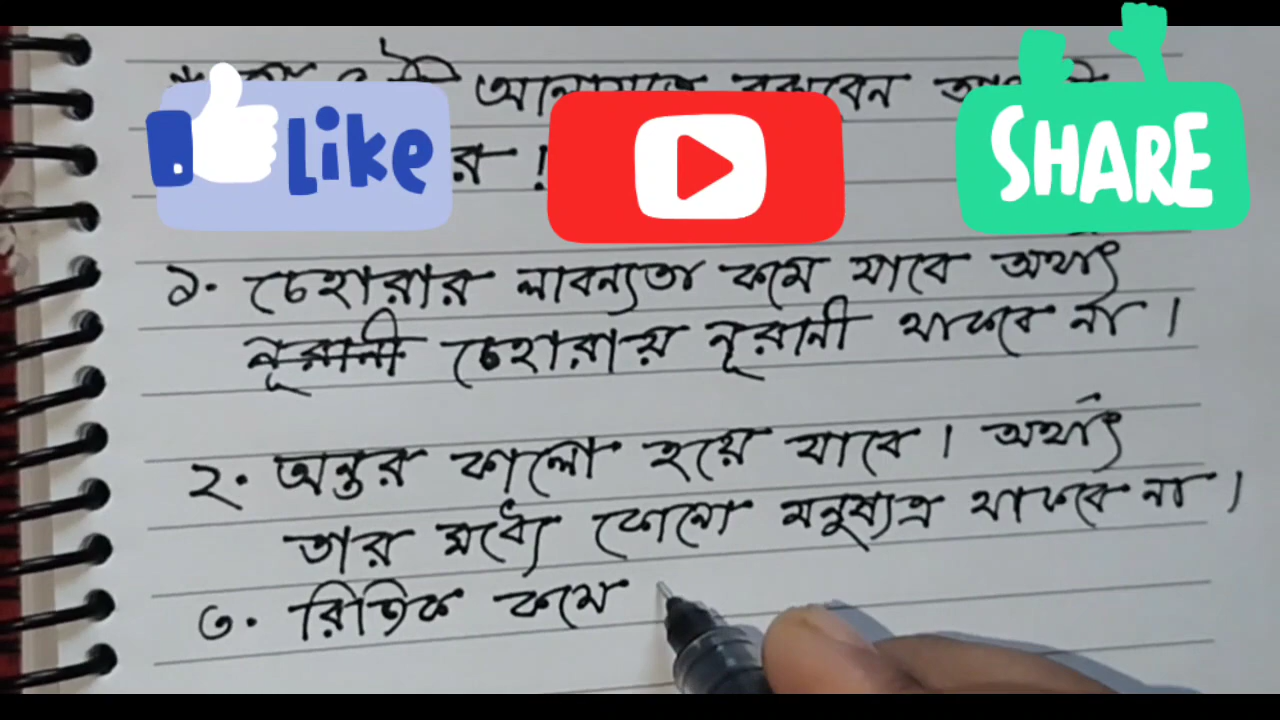 আলামতে বুঝবেন
Like
SHARE
র !
১. চেহারার লাবন্যতা কমে যাবে অর্থাৎ
নূরানী চেহারায় নূরানী থাকবে না ।
২. অন্তর কালো হয়ে যাবে । অর্থাৎ
তার মধ্যে কোনো মনুষ্যত্ব থাকবে না ।
৩. রিতিক কমে